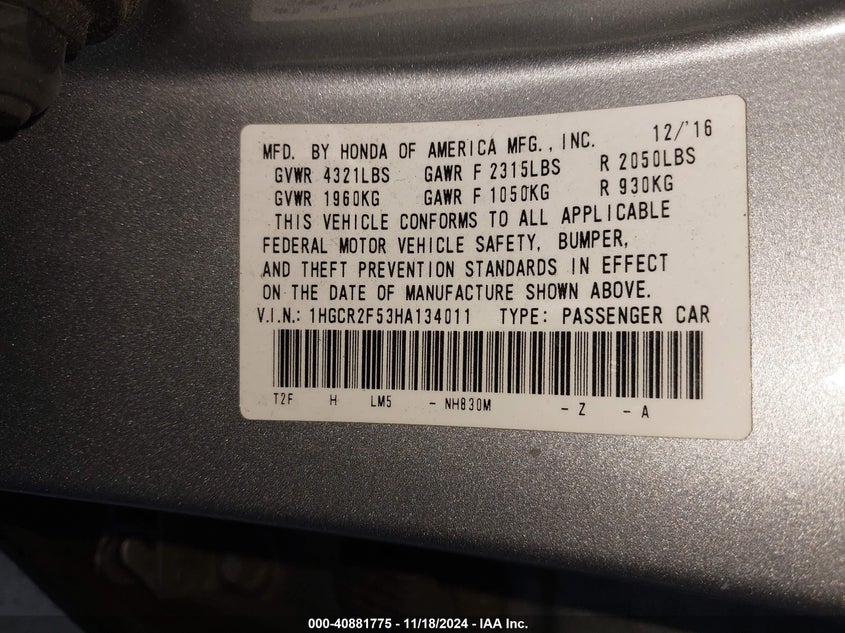 12/'16
MFD. BY HONDA OF AMERICA MFG., INC.
GVWR 4321LBS GAWR F 2315LBS R 2050LBS
GVWR 1960KG GAWR F 1050KG R 930KG
THIS VEHICLE CONFORMS TO ALL APPLICABLE
FEDERAL MOTOR VEHICLE SAFETY, BUMPER,
AND THEFT PREVENTION STANDARDS IN EFFECT
ON THE DATE OF MANUFACTURE SHOWN ABOVE.
V.I.N.: 1HGCR2F53HA134011 TYPE: PASSENGER CAR
T2F H LM5 - NH830M - Z - A
000-40881775 - 11/18/2024 - IAA Inc.